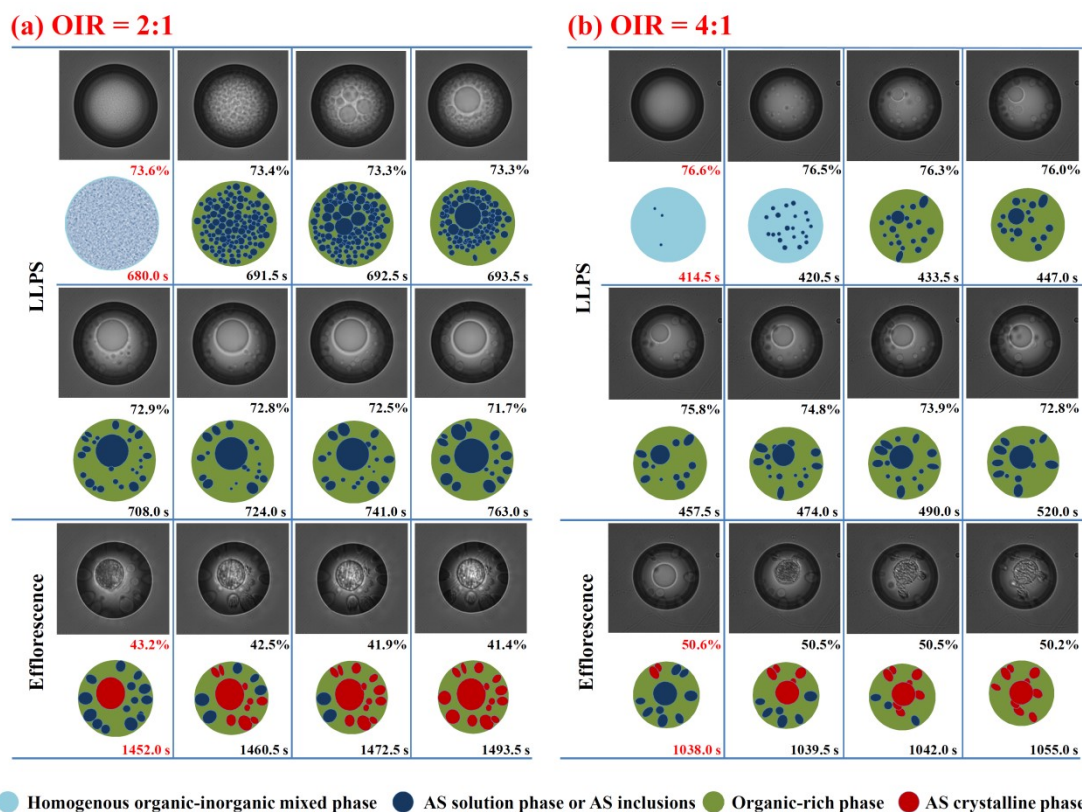 (a) OIR = 2:1
LLPS
73.6% 73.4% 73.3% 73.3%
680.0 s 691.5 s 692.5 s 693.5 s
72.9% 72.8% 72.5% 71.7%
708.0 s 724.0 s 741.0 s 763.0 s
Efflorescence
43.2% 42.5% 41.9% 41.4%
1452.0 s 1460.5 s 1472.5 s 1493.5 s
(b) OIR = 4:1
LLPS
76.6% 76.5% 76.3% 76.0%
414.5 s 420.5 s 433.5 s 447.0 s
75.8% 74.8% 73.9% 72.8%
457.5 s 474.0 s 490.0 s 520.0 s
Efflorescence
50.6% 50.5% 50.5% 50.2%
1038.0 s 1039.5 s 1042.0 s 1055.0 s
Homogenous organic-inorganic mixed phase AS solution phase or AS inclusions Organic-rich phase AS crystalline phase